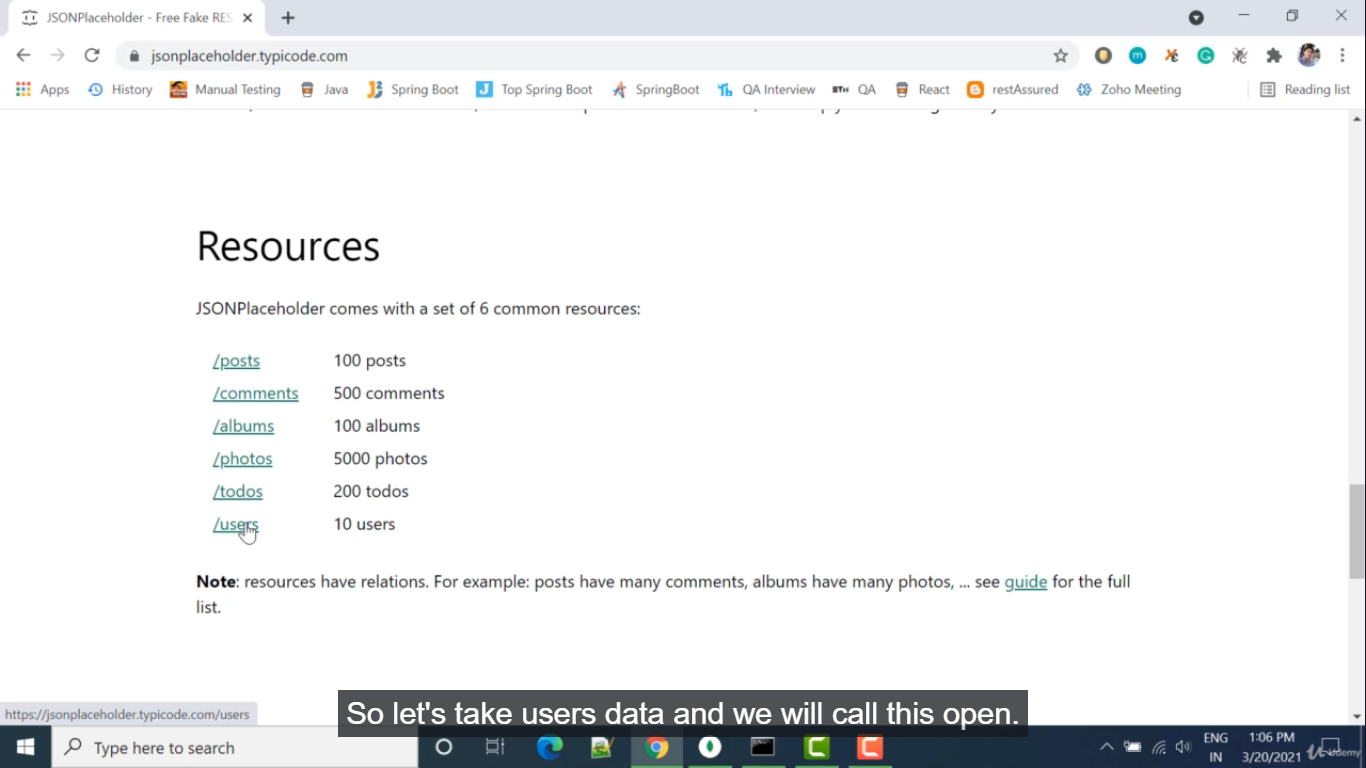 JSONPlaceholder - Free Fake RES
jsonplaceholder.typicode.com
Apps History Manual Testing Java Spring Boot Top Spring Boot SpringBoot QA Interview QA React restAssured Zoho Meeting Reading list
Resources
JSONPlaceholder comes with a set of 6 common resources:
/posts 100 posts
/comments 500 comments
/albums 100 albums
/photos 5000 photos
/todos 200 todos
/users 10 users
Note: resources have relations. For example: posts have many comments, albums have many photos, ... see guide for the full
list.
https://jsonplaceholder.typicode.com/users
So let's take users data and we will call this open.
Type here to search
ENG
IN
1:06 PM
3/20/2021
Udemy